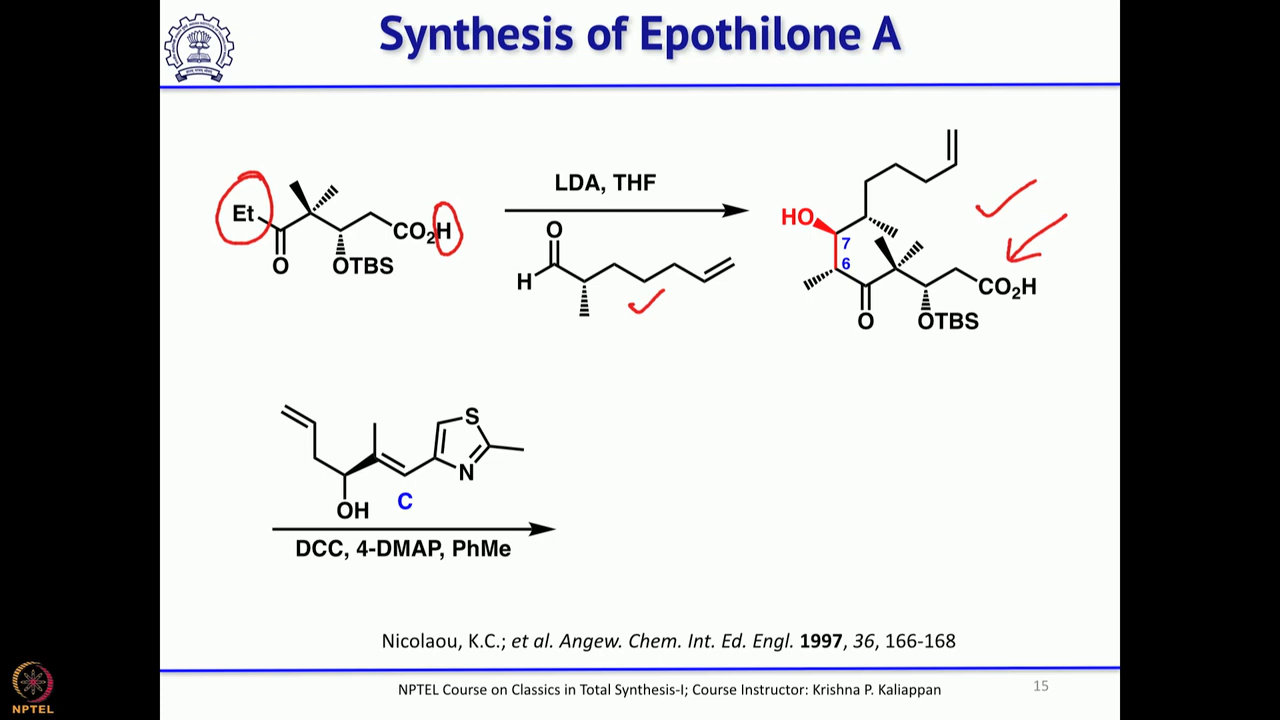 Synthesis of Epothilone A
Et
O
OTBS
CO2H
LDA, THF
O
H
HO
7
6
O
OTBS
CO2H
S
N
OH
C
DCC, 4-DMAP, PhMe
Nicolaou, K.C.; et al. Angew. Chem. Int. Ed. Engl. 1997, 36, 166-168
NPTEL Course on Classics in Total Synthesis-I; Course Instructor: Krishna P. Kaliappan
15
NPTEL